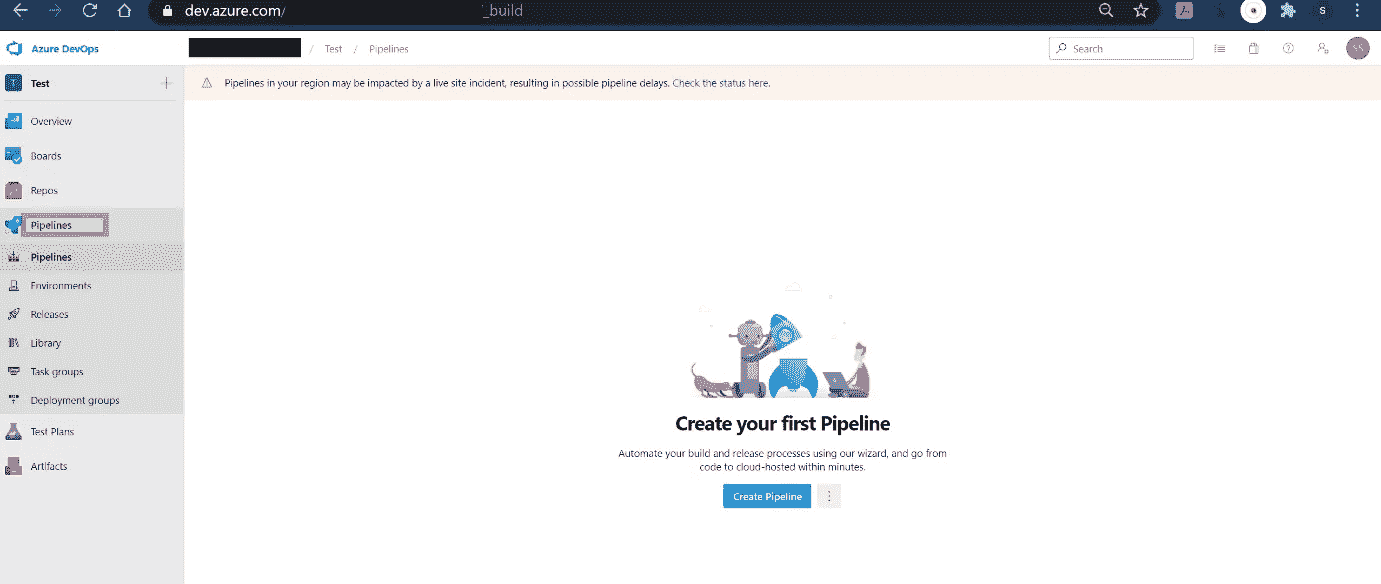 dev.azure.com/ _build
Azure DevOps
/ Test / Pipelines
Search
SS
Test
Pipelines in your region may be impacted by a live site incident, resulting in possible pipeline delays. Check the status here.
Overview
Boards
Repos
Pipelines
Pipelines
Environments
Releases
Library
Task groups
Deployment groups
Test Plans
Artifacts
Create your first Pipeline
Automate your build and release processes using our wizard, and go from
code to cloud-hosted within minutes.
Create Pipeline